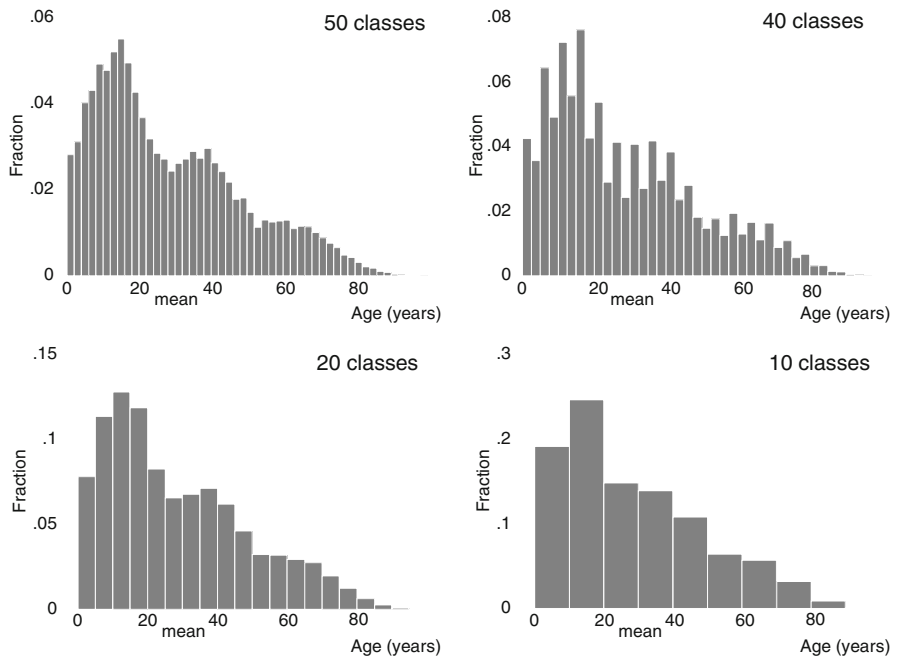 50 classes
.06
.04
.02
0
Fraction
0 20 40 60 80
mean
Age (years)
40 classes
.08
.06
.04
.02
0
Fraction
0 20 40 60 80
mean
Age (years)
20 classes
.15
.1
.05
0
Fraction
0 20 40 60 80
mean
Age (years)
10 classes
.3
.2
.1
0
Fraction
0 20 40 60 80
mean
Age (years)